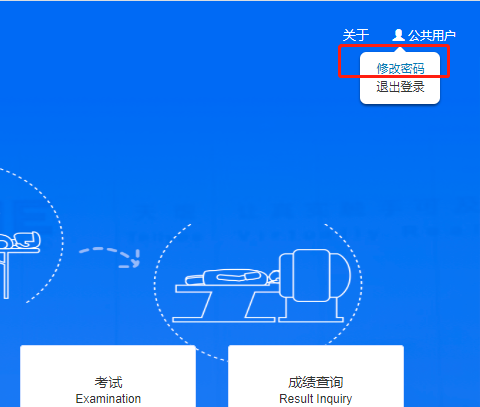 关于
公共用户
修改密码
退出登录
考试
Examination
成绩查询
Result Inquiry